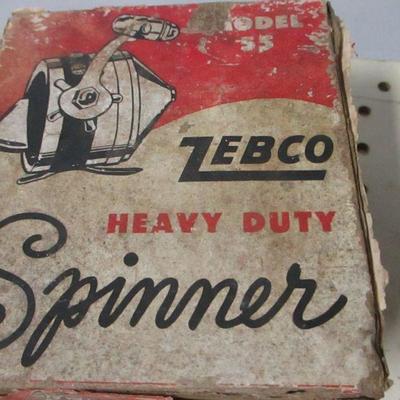 MODEL
55
ZEBCO
HEAVY DUTY
Spinner